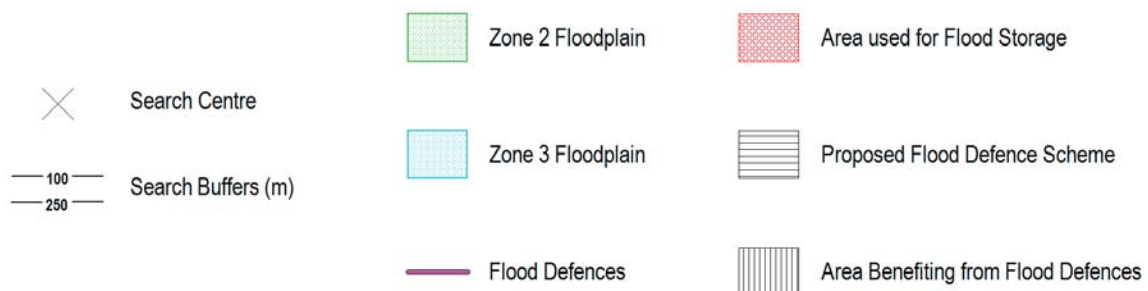 Search Centre
100
250
Search Buffers (m)
Zone 2 Floodplain
Zone 3 Floodplain
Flood Defences
Area used for Flood Storage
Proposed Flood Defence Scheme
Area Benefiting from Flood Defences